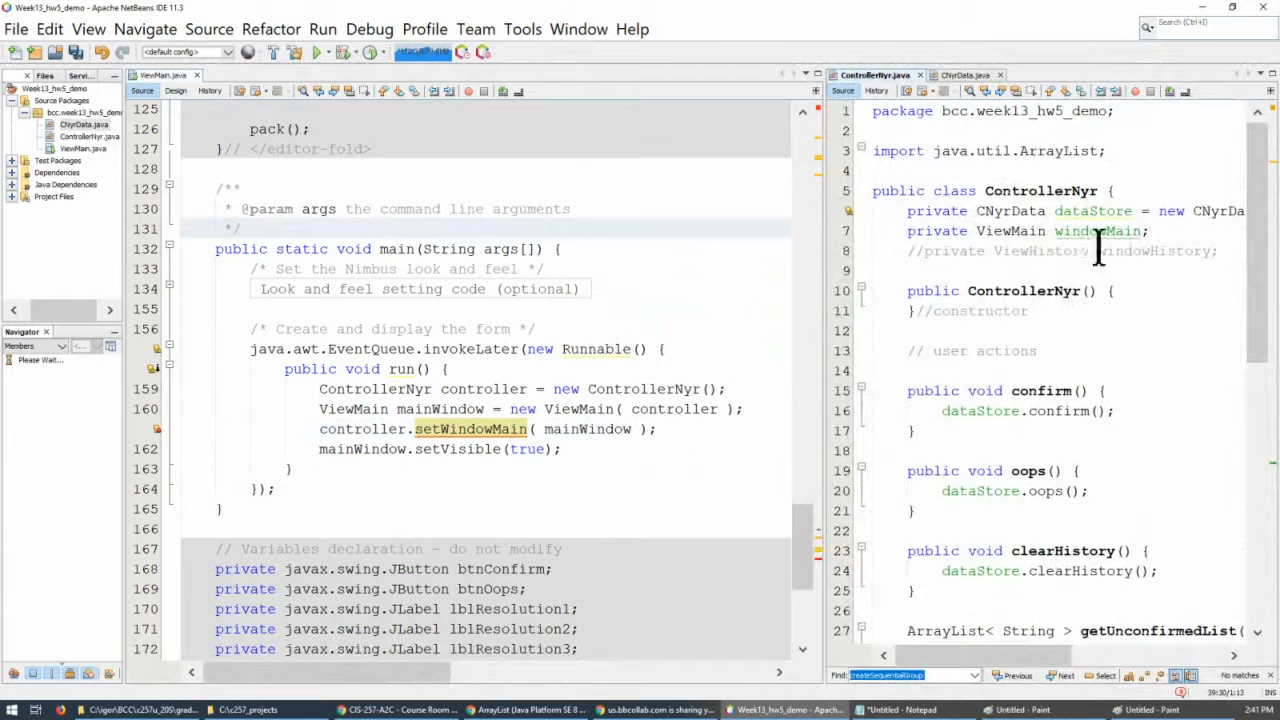 Week13_hw5_demo - Apache NetBeans IDE 11.3
File Edit View Navigate Source Refactor Run Debug Profile Team Tools Window Help
Search (Ctrl+I)
<default config>
Files Servi...
Week13_hw5_demo
Source Packages
bcc.week13_hw5_demo
CNyrData.java
ControllerNyr.java
ViewMain.java
Test Packages
Dependencies
Java Dependencies
Project Files
Navigator
Members
Please Wait...
ViewMain.java
Source Design History
125
126 pack();
127 }// </editor-fold>
128
129 /**
130 * @param args the command line arguments
131 */
132 public static void main(String args[]) {
133 /* Set the Nimbus look and feel */
134 Look and feel setting code (optional)
155
156 /* Create and display the form */
java.awt.EventQueue.invokeLater(new Runnable() {
public void run() {
159 ControllerNyr controller = new ControllerNyr();
160 ViewMain mainWindow = new ViewMain( controller );
controller.setWindowMain( mainWindow );
162 mainWindow.setVisible(true);
163 }
164 });
165 }
166
167 // Variables declaration - do not modify
168 private javax.swing.JButton btnConfirm;
169 private javax.swing.JButton btnOops;
170 private javax.swing.JLabel lblResolution1;
171 private javax.swing.JLabel lblResolution2;
172 private javax.swing.JLabel lblResolution3;
ControllerNyr.java CNyrData.java
Source History
1 package bcc.week13_hw5_demo;
2
3 import java.util.ArrayList;
4
5 public class ControllerNyr {
private CNyrData dataStore = new CNyrDa
7 private ViewMain windowMain;
8 //private ViewHistory windowHistory;
9
10 public ControllerNyr() {
11 }//constructor
12
13 // user actions
14
15 public void confirm() {
16 dataStore.confirm();
17 }
18
19 public void oops() {
20 dataStore.oops();
21 }
22
23 public void clearHistory() {
24 dataStore.clearHistory();
25 }
26
27 ArrayList< String > getUnconfirmedList(
Find: createSequentialGroup Previous Next Select No matches
39:30/1:13 INS
C:\igor\BCC\c257u_20S\grad... C:\c257_projects CIS-257-A2C - Course Room ... ArrayList (Java Platform SE 8 ... us.bbcollab.com is sharing y... Week13_hw5_demo - Apach... *Untitled - Notepad Untitled - Paint Untitled - Paint 2:41 PM